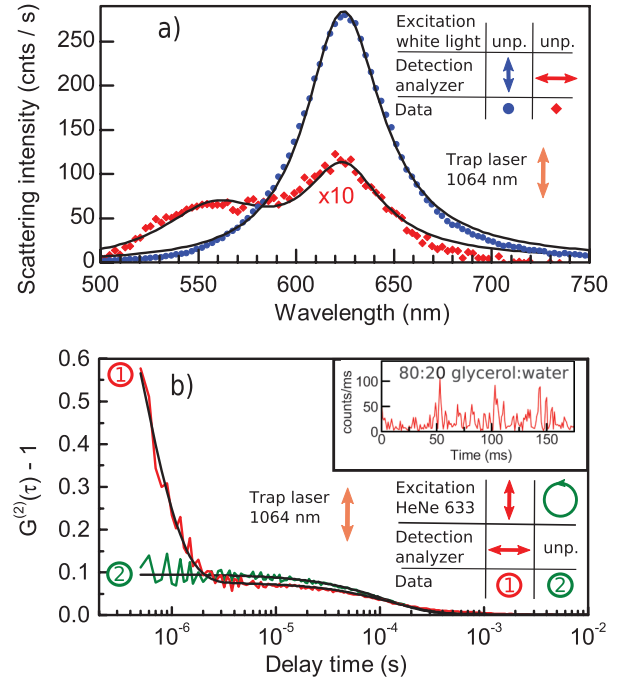 a)
Scattering intensity (cnts / s)
250
200
150
100
50
0
Excitation
white light unp. unp.
Detection
analyzer
Data
Trap laser
1064 nm
x10
500 550 600 650 700 750
Wavelength (nm)
b)
G(2)(τ) - 1
0.6
0.5
0.4
0.3
0.2
0.1
0.0
1
2
80:20 glycerol:water
counts/ms
100
50
0
0 50 100 150
Time (ms)
Trap laser
1064 nm
Excitation
HeNe 633
Detection
analyzer unp.
Data 1 2
10-6 10-5 10-4 10-3 10-2
Delay time (s)